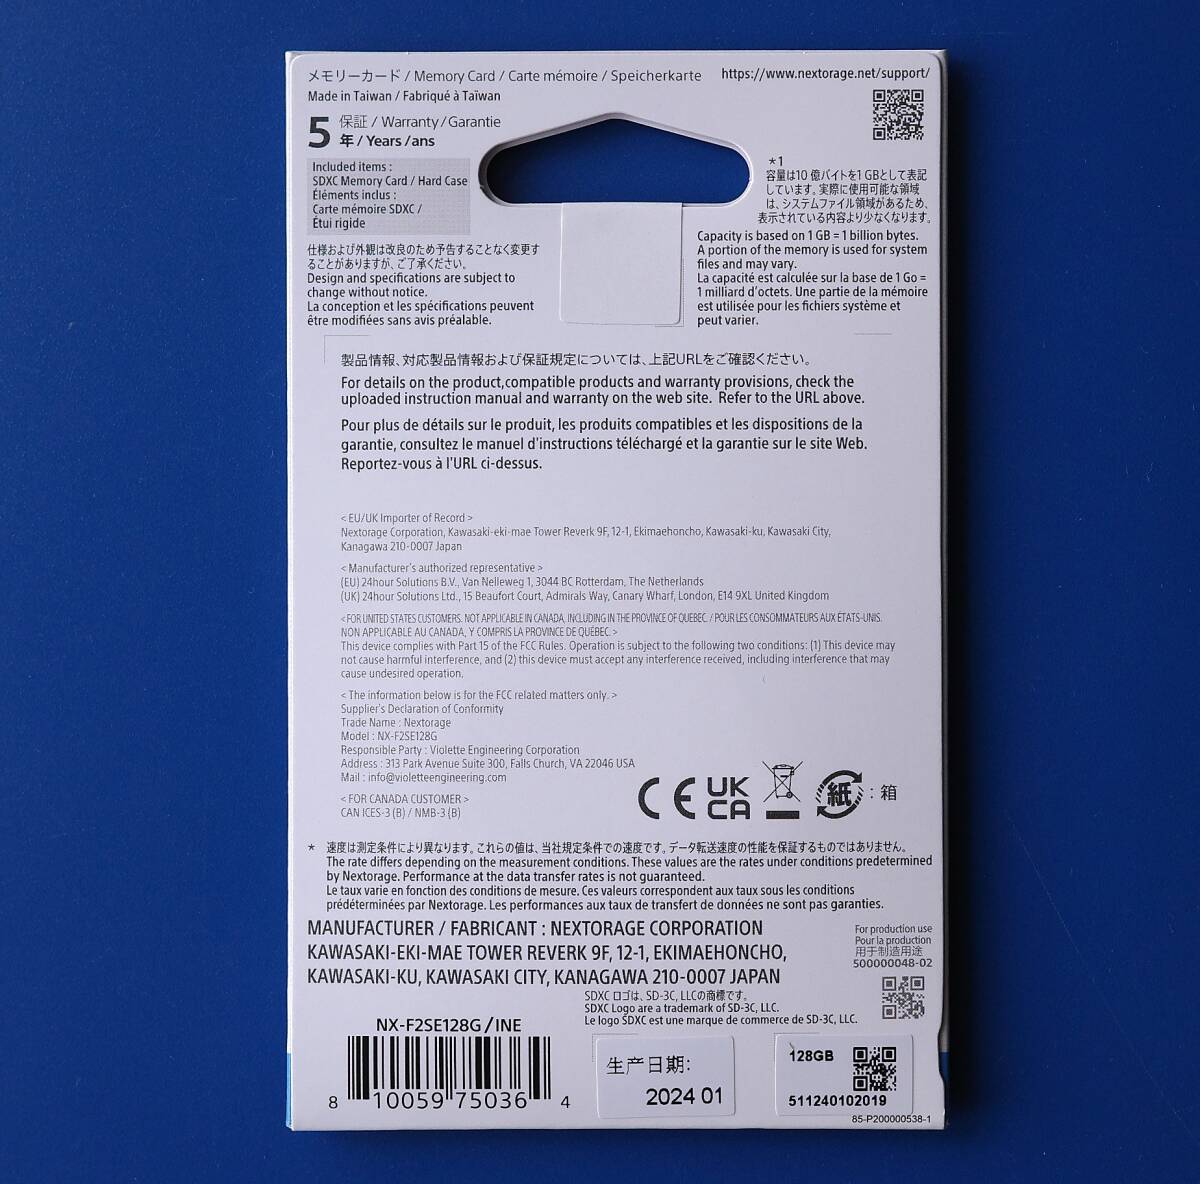 メモリーカード / Memory Card / Carte mémoire / Speicherkarte
https://www.nextorage.net/support/
Made in Taiwan / Fabriqué à Taïwan
5 保証 / Warranty / Garantie
年 / Years / ans
Included items :
SDXC Memory Card / Hard Case
Éléments inclus :
Carte mémoire SDXC /
Étui rigide
仕様および外観は改良のため予告することなく変更す
ることがありますが、ご了承ください。
Design and specifications are subject to
change without notice.
La conception et les spécifications peuvent
être modifiées sans avis préalable.
*1
容量は10 億バイトを1 GBとして表記
しています。実際に使用可能な領域
は、システムファイル領域があるため、
表示されている内容より少なくなります。
Capacity is based on 1 GB = 1 billion bytes.
A portion of the memory is used for system
files and may vary.
La capacité est calculée sur la base de 1 Go =
1 milliard d'octets. Une partie de la mémoire
est utilisée pour les fichiers système et
peut varier.
製品情報、対応製品情報および保証規定については、上記URLをご確認ください。
For details on the product,compatible products and warranty provisions, check the
uploaded instruction manual and warranty on the web site. Refer to the URL above.
Pour plus de détails sur le produit, les produits compatibles et les dispositions de la
garantie, consultez le manuel d'instructions téléchargé et la garantie sur le site Web.
Reportez-vous à l'URL ci-dessus.
< EU/UK Importer of Record >
Nextorage Corporation, Kawasaki-eki-mae Tower Reverk 9F, 12-1, Ekimaehoncho, Kawasaki-ku, Kawasaki City,
Kanagawa 210-0007 Japan
< Manufacturer's authorized representative >
(EU) 24hour Solutions B.V., Van Nelleweg 1, 3044 BC Rotterdam, The Netherlands
(UK) 24hour Solutions Ltd., 15 Beaufort Court, Admirals Way, Canary Wharf, London, E14 9XL United Kingdom
< FOR UNITED STATES CUSTOMERS. NOT APPLICABLE IN CANADA, INCLUDING IN THE PROVINCE OF QUEBEC. / POUR LES CONSOMMATEURS AUX ÉTATS-UNIS.
NON APPLICABLE AU CANADA, Y COMPRIS LA PROVINCE DE QUÉBEC. >
This device complies with Part 15 of the FCC Rules. Operation is subject to the following two conditions: (1) This device may
not cause harmful interference, and (2) this device must accept any interference received, including interference that may
cause undesired operation.
< The information below is for the FCC related matters only. >
Supplier's Declaration of Conformity
Trade Name : Nextorage
Model : NX-F2SE128G
Responsible Party : Violette Engineering Corporation
Address : 313 Park Avenue Suite 300, Falls Church, VA 22046 USA
Mail : info@violetteengineering.com
< FOR CANADA CUSTOMER >
CAN ICES-3 (B) / NMB-3 (B)
CE UK CA 紙 : 箱
* 速度は測定条件により異なります。これらの値は、当社規定条件での速度です。データ転送速度の性能を保証するものではありません。
The rate differs depending on the measurement conditions. These values are the rates under conditions predetermined
by Nextorage. Performance at the data transfer rates is not guaranteed.
Le taux varie en fonction des conditions de mesure. Ces valeurs correspondent aux taux sous les conditions
prédéterminées par Nextorage. Les performances aux taux de transfert de données ne sont pas garanties.
MANUFACTURER / FABRICANT : NEXTORAGE CORPORATION
KAWASAKI-EKI-MAE TOWER REVERK 9F, 12-1, EKIMAEHONCHO,
KAWASAKI-KU, KAWASAKI CITY, KANAGAWA 210-0007 JAPAN
For production use
Pour la production
用于制造用途
500000048-02
SDXC ロゴは、SD-3C, LLCの商標です。
SDXC Logo are a trademark of SD-3C, LLC.
Le logo SDXC est une marque de commerce de SD-3C, LLC.
NX-F2SE128G/INE
8 10059 75036 4
生产日期:
2024 01
128GB
511240102019
85-P200000538-1